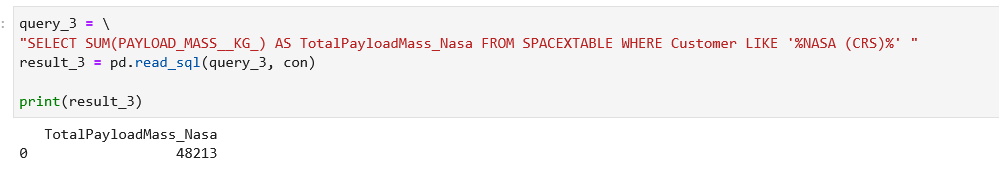 :
query_3 = \
"SELECT SUM(PAYLOAD_MASS__KG_) AS TotalPayloadMass_Nasa FROM SPACEXTABLE WHERE Customer LIKE '%NASA (CRS)%' "
result_3 = pd.read_sql(query_3, con)
print(result_3)
TotalPayloadMass_Nasa
0 48213